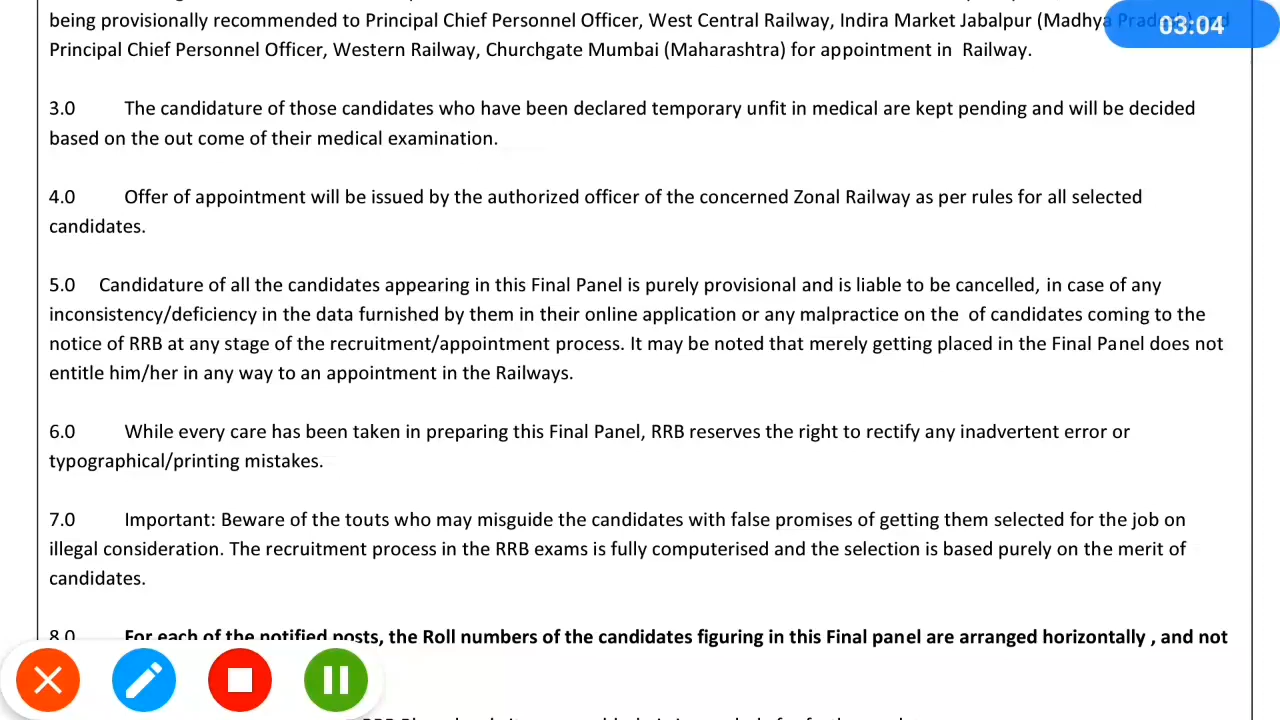 being provisionally recommended to Principal Chief Personnel Officer, West Central Railway, Indira Market Jabalpur (Madhya
03:04
Principal Chief Personnel Officer, Western Railway, Churchgate Mumbai (Maharashtra) for appointment in Railway.
3.0 The candidature of those candidates who have been declared temporary unfit in medical are kept pending and will be decided
based on the out come of their medical examination.
4.0 Offer of appointment will be issued by the authorized officer of the concerned Zonal Railway as per rules for all selected
candidates.
5.0 Candidature of all the candidates appearing in this Final Panel is purely provisional and is liable to be cancelled, in case of any
inconsistency/deficiency in the data furnished by them in their online application or any malpractice on the of candidates coming to the
notice of RRB at any stage of the recruitment/appointment process. It may be noted that merely getting placed in the Final Panel does not
entitle him/her in any way to an appointment in the Railways.
6.0 While every care has been taken in preparing this Final Panel, RRB reserves the right to rectify any inadvertent error or
typographical/printing mistakes.
7.0 Important: Beware of the touts who may misguide the candidates with false promises of getting them selected for the job on
illegal consideration. The recruitment process in the RRB exams is fully computerised and the selection is based purely on the merit of
candidates.
8.0 For each of the notified posts, the Roll numbers of the candidates figuring in this Final panel are arranged horizontally , and not